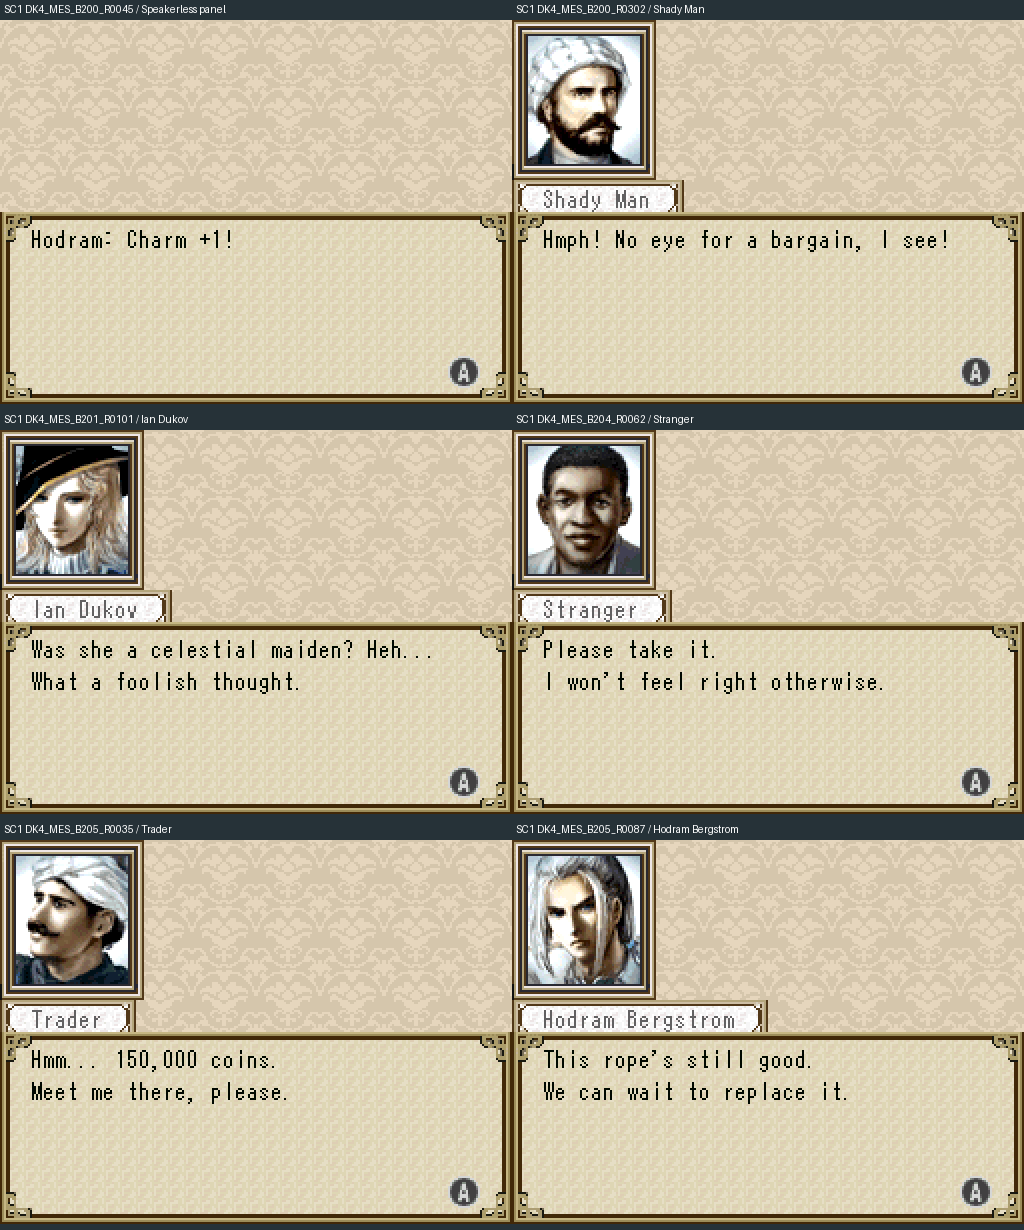 SC1 DK4_MES_B200_R0045 / Speakerless panel
Hodram: Charm +1!
A
SC1 DK4_MES_B200_R0302 / Shady Man
Shady Man
Hmph! No eye for a bargain, I see!
A
SC1 DK4_MES_B201_R0101 / Ian Dukov
Ian Dukov
Was she a celestial maiden? Heh...
What a foolish thought.
A
SC1 DK4_MES_B204_R0062 / Stranger
Stranger
Please take it.
I won't feel right otherwise.
A
SC1 DK4_MES_B205_R0035 / Trader
Trader
Hmm... 150,000 coins.
Meet me there, please.
A
SC1 DK4_MES_B205_R0087 / Hodram Bergstrom
Hodram Bergstrom
This rope's still good.
We can wait to replace it.
A